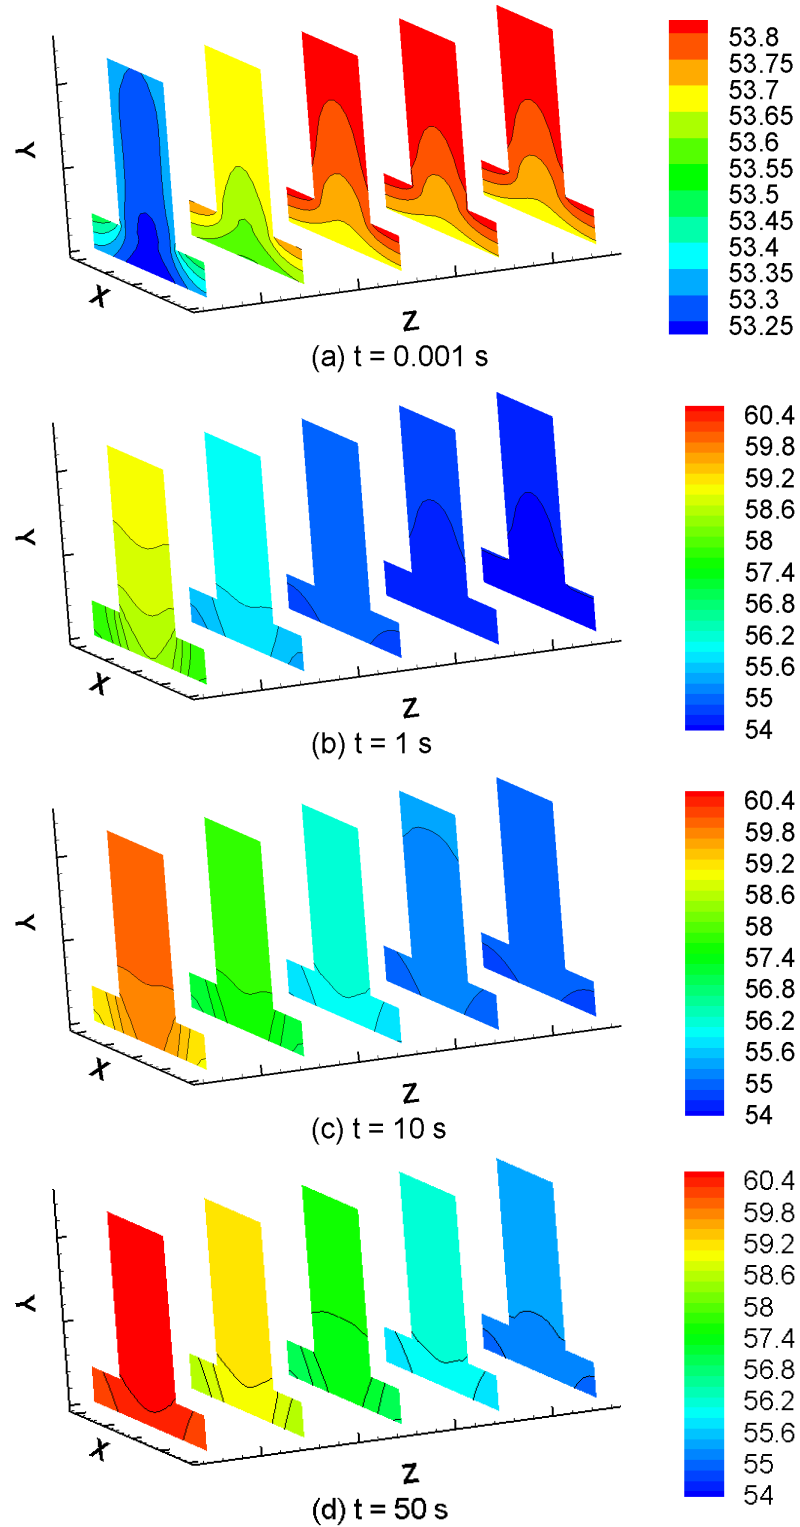 53.8
53.75
53.7
53.65
53.6
53.55
53.5
53.45
53.4
53.35
53.3
53.25
Y
X
Z
(a) t = 0.001 s
60.4
59.8
59.2
58.6
58
57.4
56.8
56.2
55.6
55
54
Y
X
Z
(b) t = 1 s
60.4
59.8
59.2
58.6
58
57.4
56.8
56.2
55.6
55
54
Y
X
Z
(c) t = 10 s
60.4
59.8
59.2
58.6
58
57.4
56.8
56.2
55.6
55
54
Y
X
Z
(d) t = 50 s